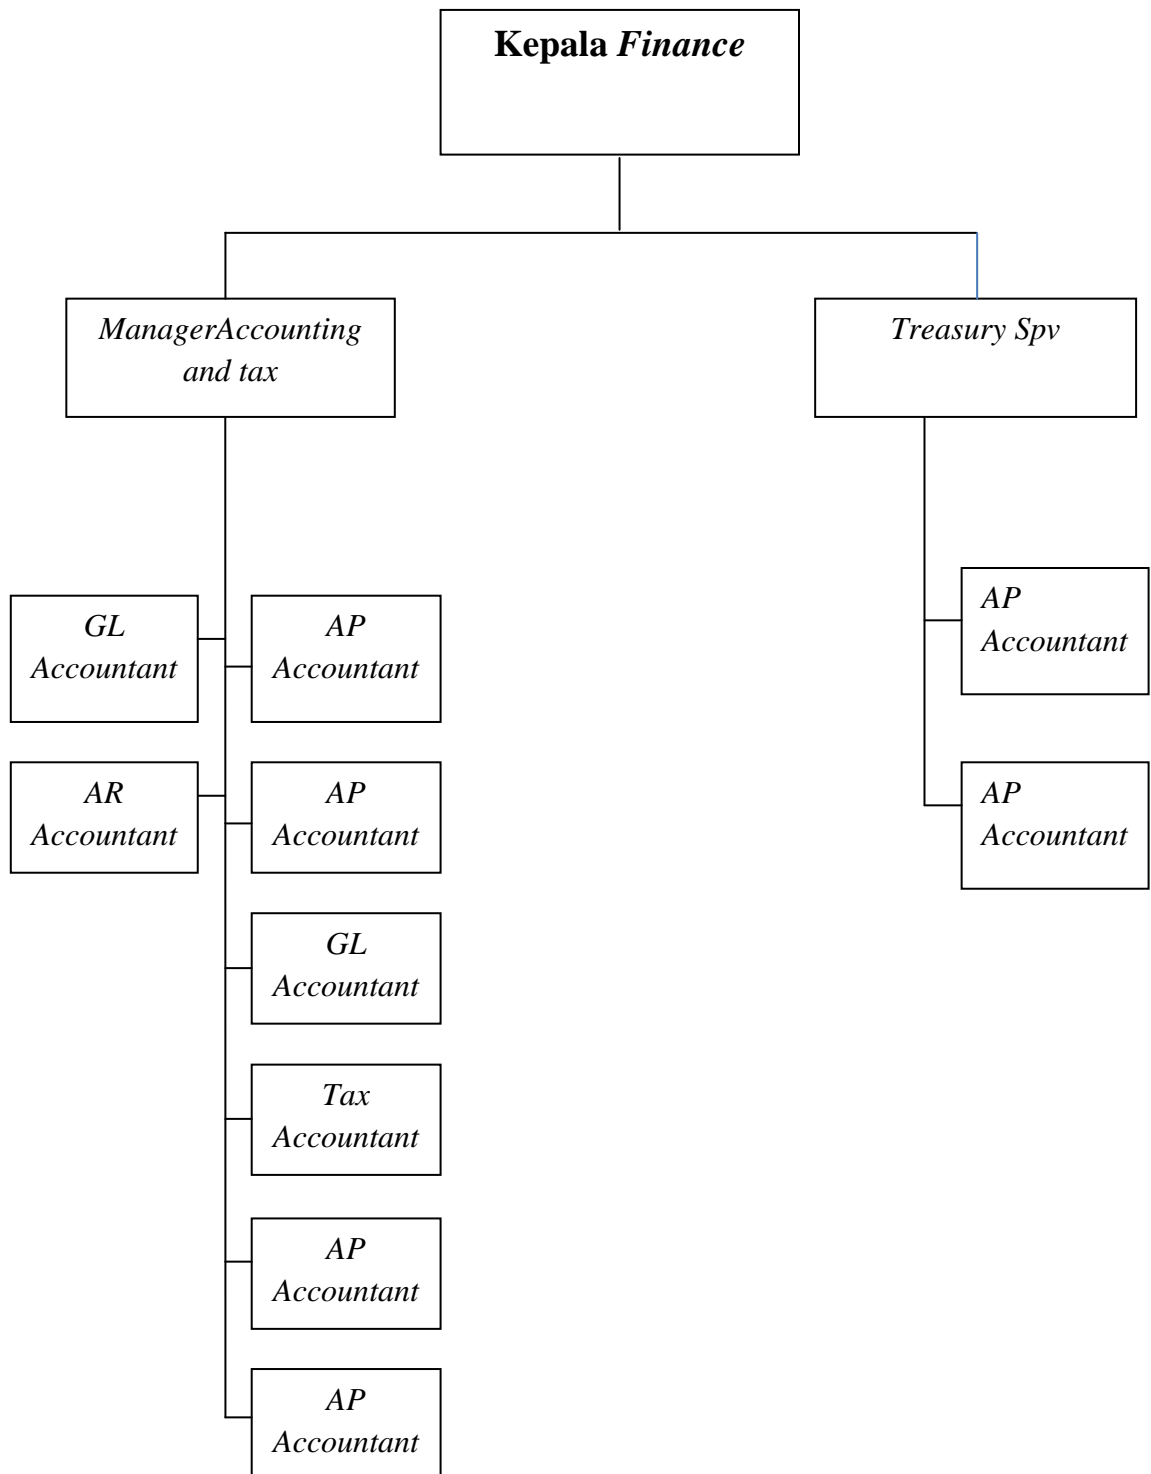 Kepala Finance
ManagerAccounting
and tax
Treasury Spv
GL
Accountant
AP
Accountant
AP
Accountant
AR
Accountant
AP
Accountant
AP
Accountant
GL
Accountant
Tax
Accountant
AP
Accountant
AP
Accountant